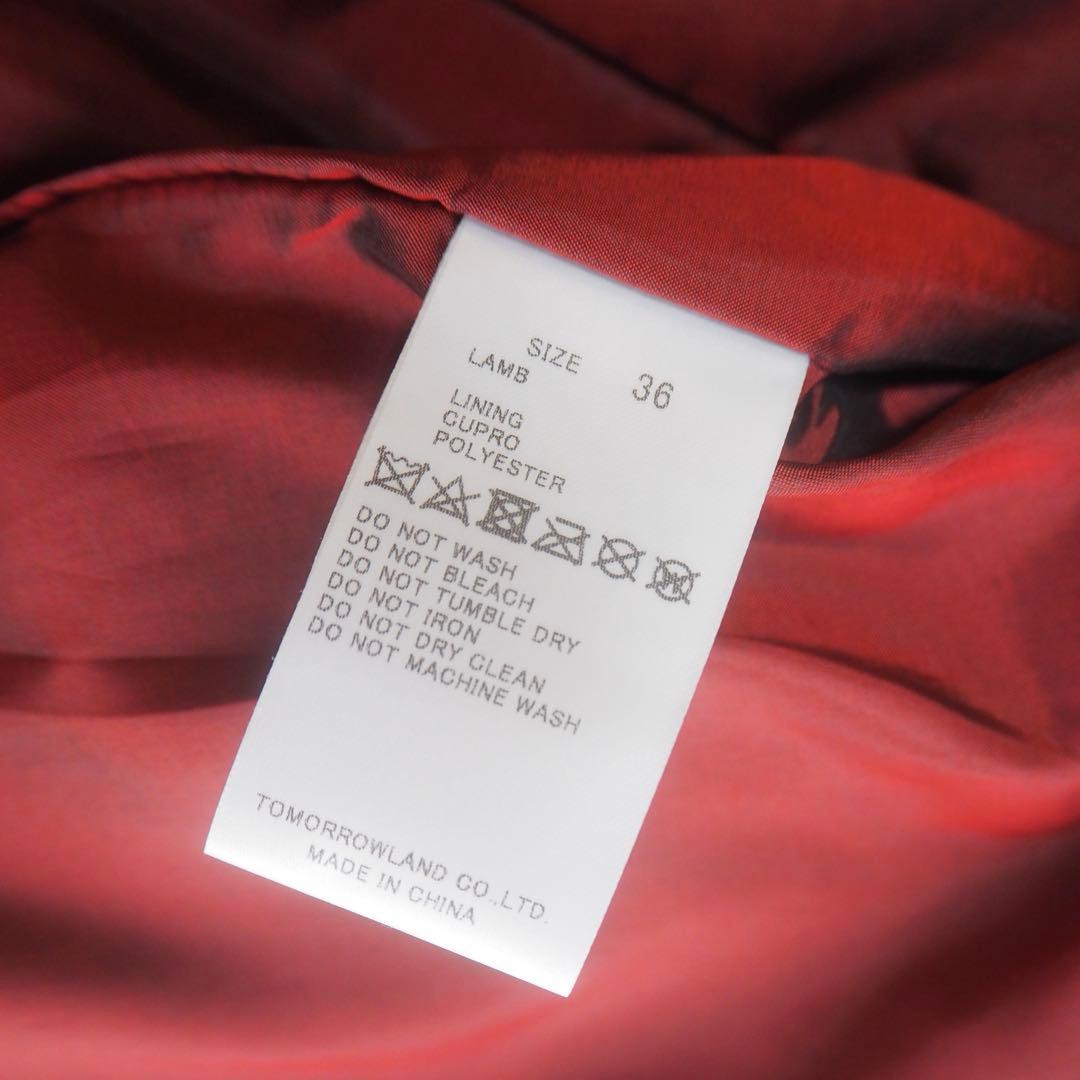 SIZE 36
LAMB
LINING
CUPRO
POLYESTER
DO NOT WASH
DO NOT BLEACH
DO NOT TUMBLE DRY
DO NOT IRON
DO NOT DRY CLEAN
DO NOT MACHINE WASH
TOMORROWLAND CO.,LTD.
MADE IN CHINA